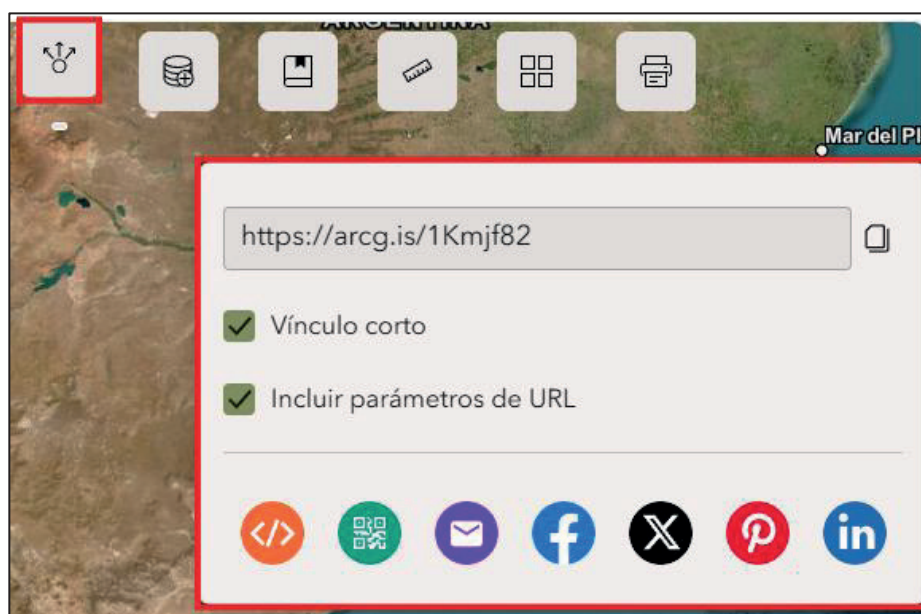 ARGENTINA
Mar del Pl
https://arcg.is/1Kmjf82
Vínculo corto
Incluir parámetros de URL